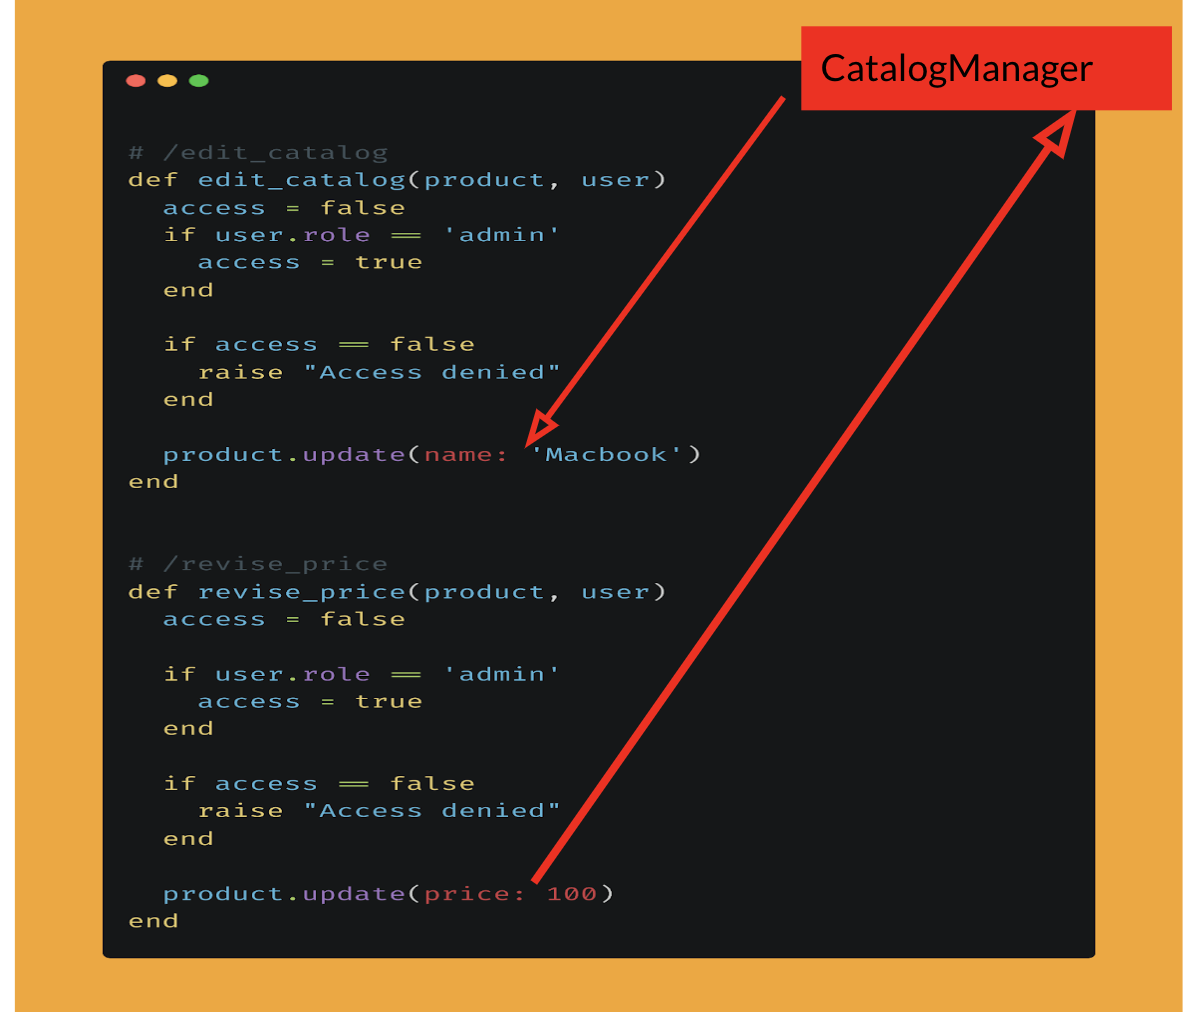 CatalogManager
# /edit_catalog
def edit_catalog(product, user)
  access = false
  if user.role == 'admin'
    access = true
  end
  if access == false
    raise "Access denied"
  end
  product.update(name: 'Macbook')
end
# /revise_price
def revise_price(product, user)
  access = false
  if user.role == 'admin'
    access = true
  end
  if access == false
    raise "Access denied"
  end
  product.update(price: 100)
end